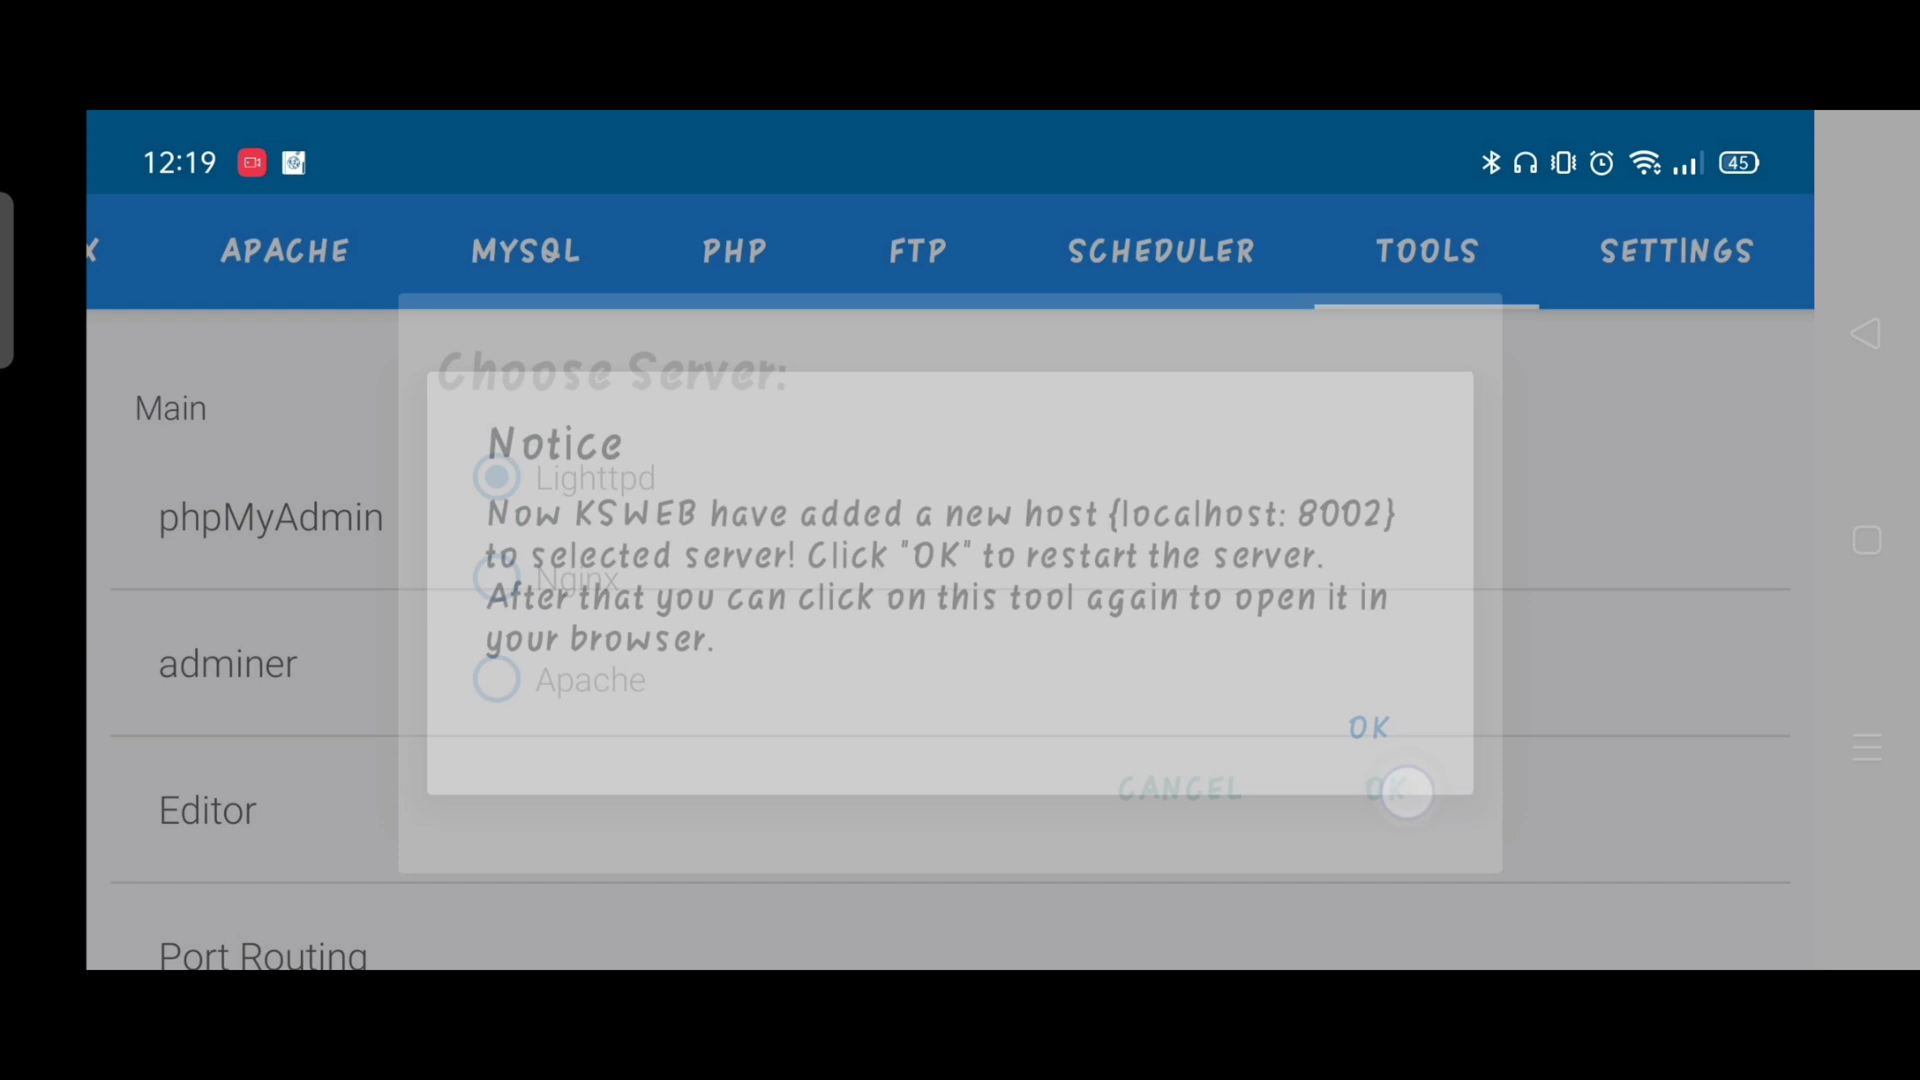 12:19
45
X APACHE MYSQL PHP FTP SCHEDULER TOOLS SETTINGS
Choose Server:
Main
Notice
Lighttpd
Now KSWEB have added a new host {localhost: 8002}
phpMyAdmin
to selected server! Click "OK" to restart the server.
Nginx
After that you can click on this tool again to open it in
your browser.
adminer
Apache
OK
CANCEL OK
Editor
Port Routing